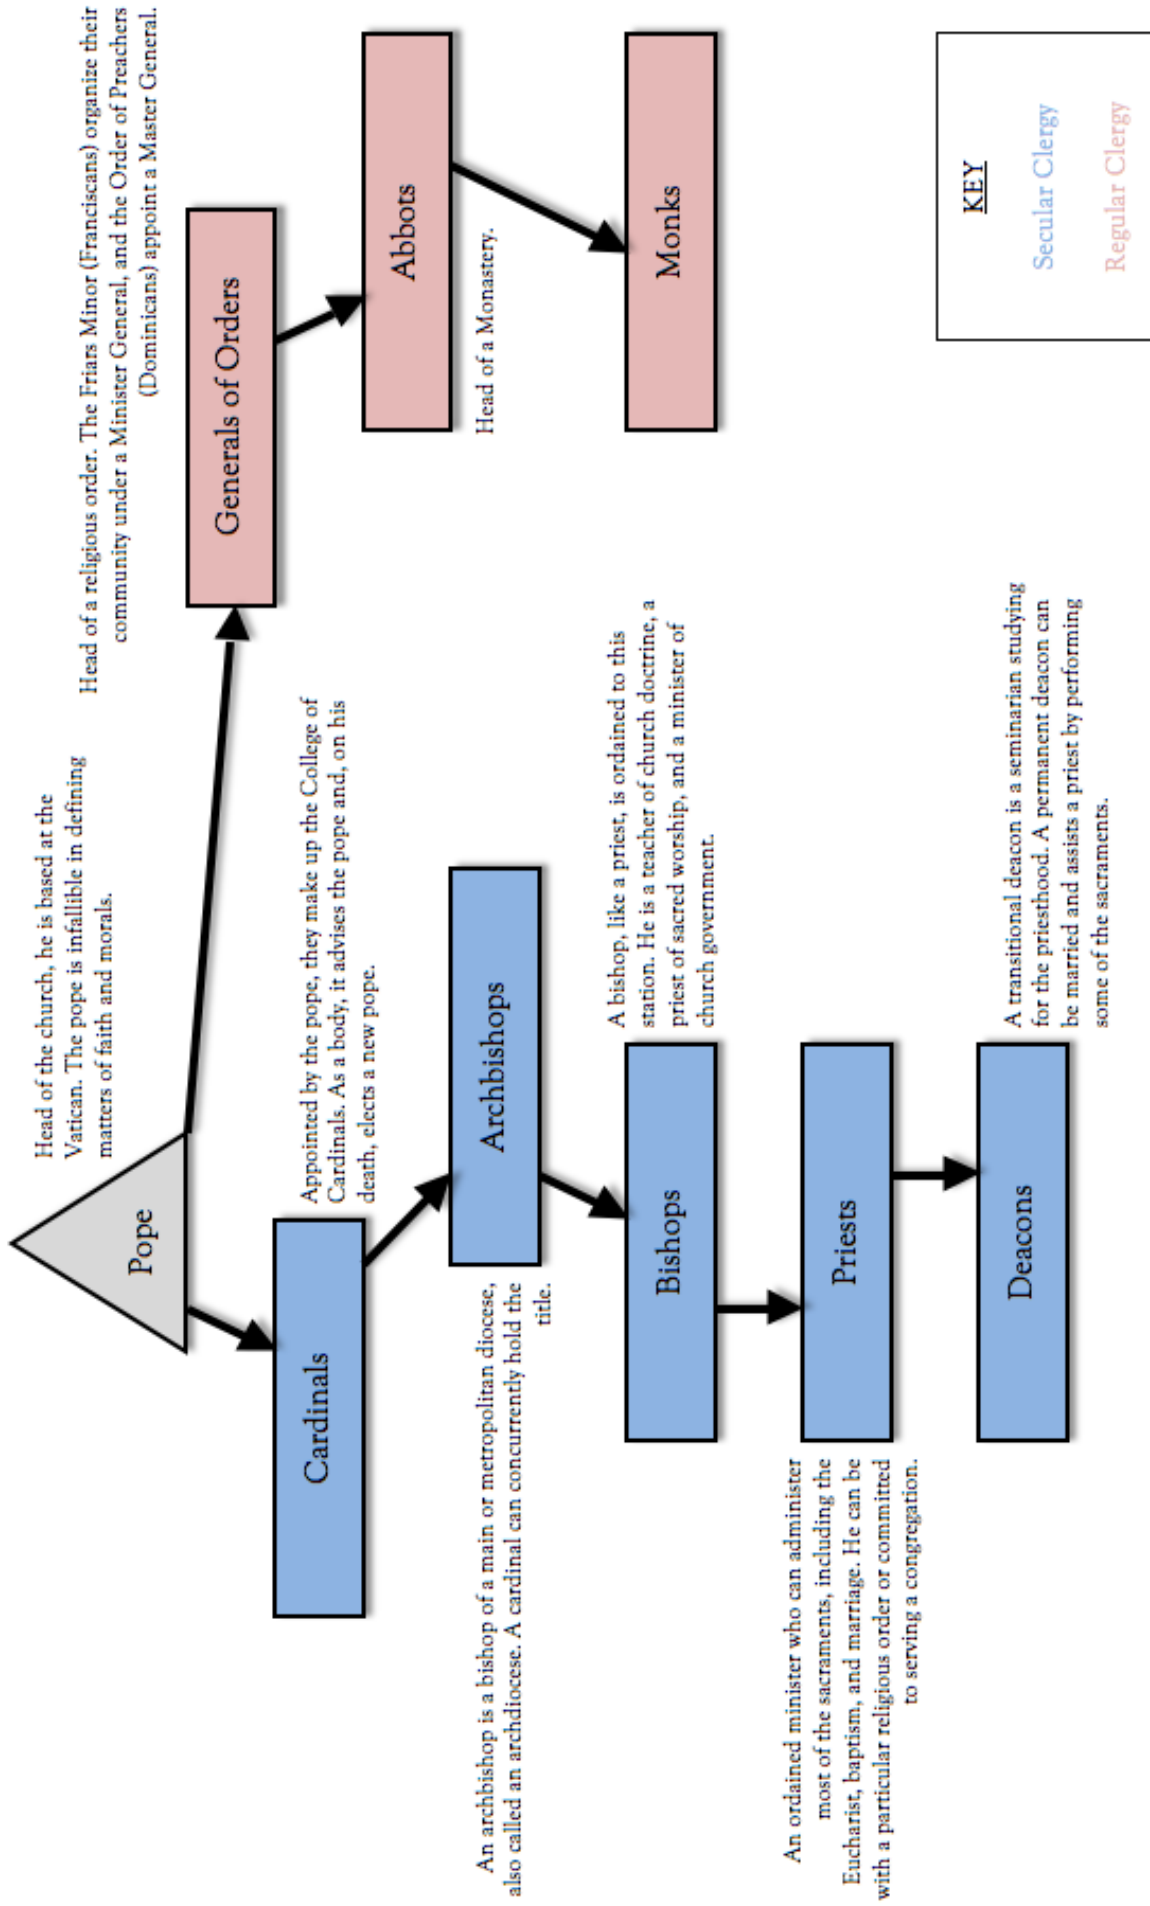 Head of the church, he is based at the
Vatican. The pope is infallible in defining
matters of faith and morals.
Pope
Head of a religious order. The Friars Minor (Franciscans) organize their
community under a Minister General, and the Order of Preachers
(Dominicans) appoint a Master General.
Generals of Orders
Cardinals
Appointed by the pope, they make up the College of
Cardinals. As a body, it advises the pope and, on his
death, elects a new pope.
Abbots
Head of a Monastery.
An archbishop is a bishop of a main or metropolitan diocese,
also called an archdiocese. A cardinal can concurrently hold the
title.
Archbishops
Bishops
A bishop, like a priest, is ordained to this
station. He is a teacher of church doctrine, a
priest of sacred worship, and a minister of
church government.
Monks
An ordained minister who can administer
most of the sacraments, including the
Eucharist, baptism, and marriage. He can be
with a particular religious order or committed
to serving a congregation.
Priests
Deacons
A transitional deacon is a seminarian studying
for the priesthood. A permanent deacon can
be married and assists a priest by performing
some of the sacraments.
KEY
Secular Clergy
Regular Clergy